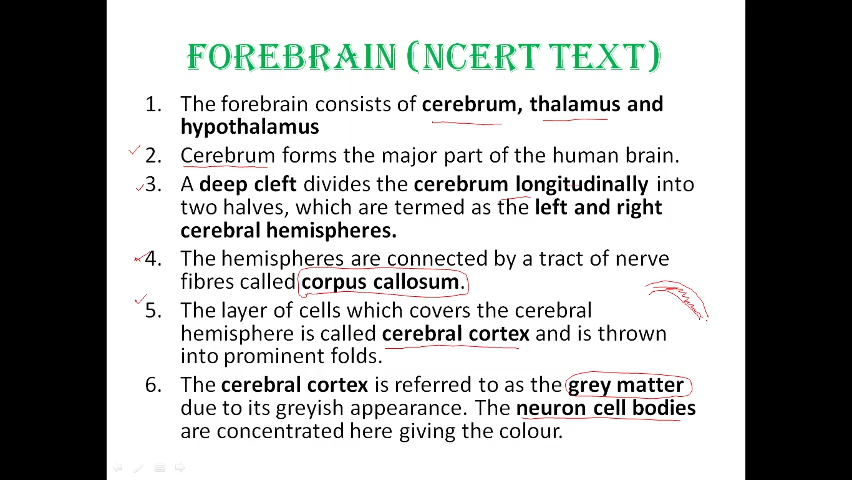 FOREBRAIN (NCERT TEXT)
1. The forebrain consists of cerebrum, thalamus and
hypothalamus
2. Cerebrum forms the major part of the human brain.
3. A deep cleft divides the cerebrum longitudinally into
two halves, which are termed as the left and right
cerebral hemispheres.
4. The hemispheres are connected by a tract of nerve
fibres called corpus callosum.
5. The layer of cells which covers the cerebral
hemisphere is called cerebral cortex and is thrown
into prominent folds.
6. The cerebral cortex is referred to as the grey matter
due to its greyish appearance. The neuron cell bodies
are concentrated here giving the colour.